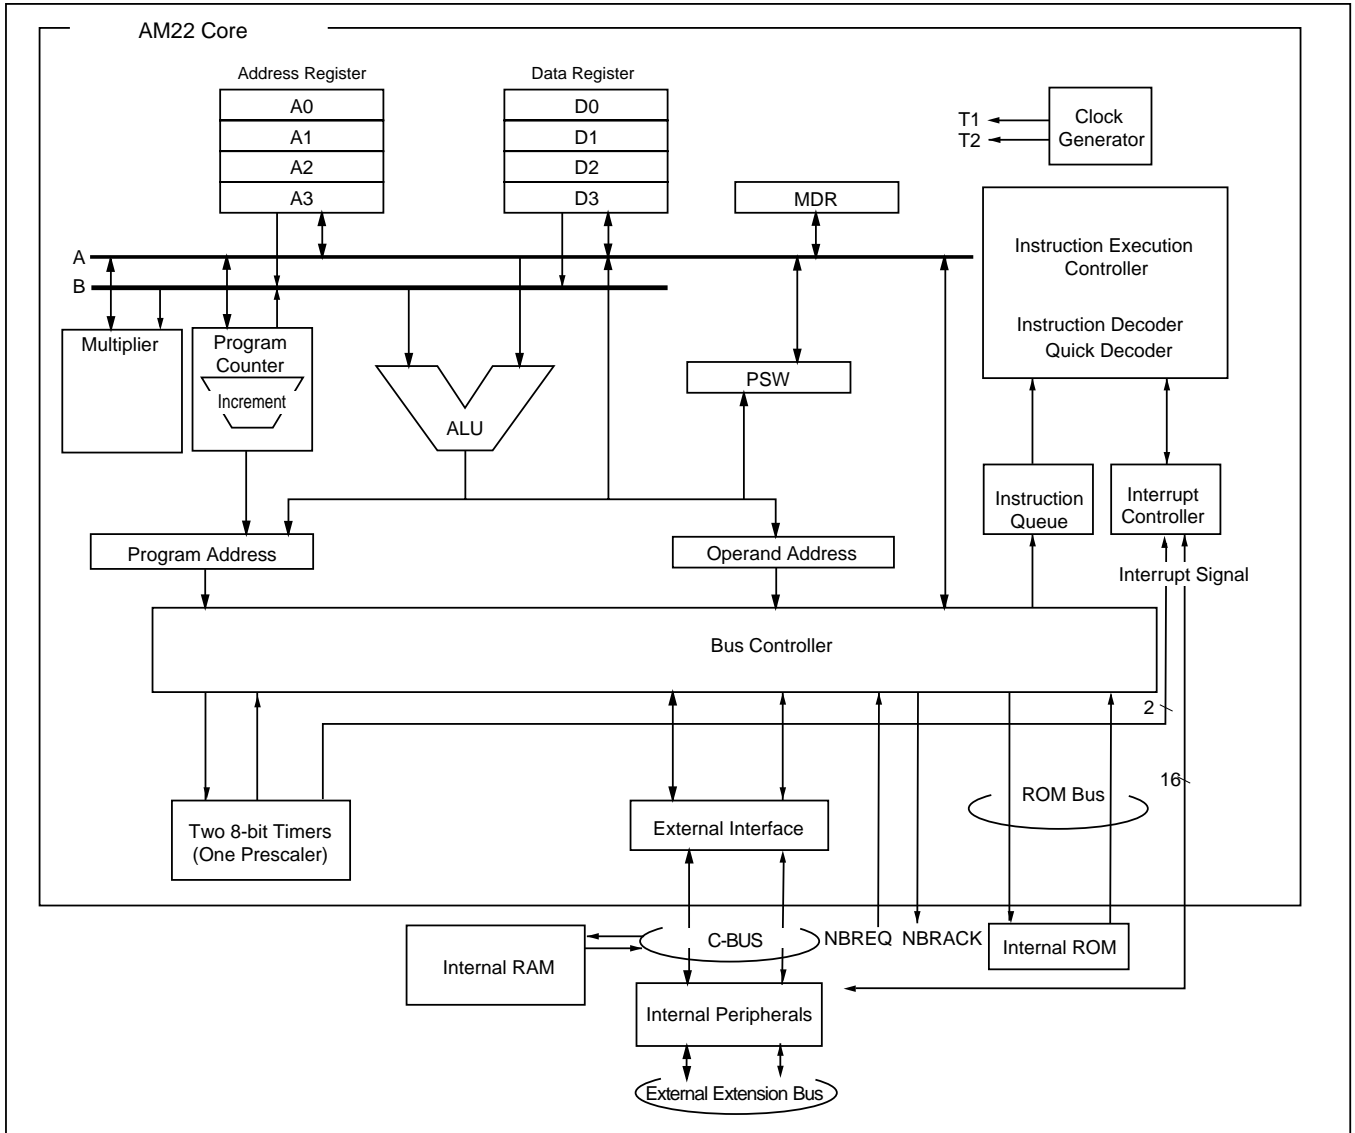 AM22 Core
Address Register
Data Register
A0
A1
A2
A3
D0
D1
D2
D3
MDR
T1
T2
Clock
Generator
A
B
Multiplier
Program
Counter
Increment
ALU
PSW
Instruction Execution
Controller
Instruction Decoder
Quick Decoder
Instruction
Queue
Interrupt
Controller
Program Address
Operand Address
Interrupt Signal
Bus Controller
2
16
Two 8-bit Timers
(One Prescaler)
External Interface
ROM Bus
Internal RAM
C-BUS
NBREQ
NBRACK
Internal ROM
Internal Peripherals
External Extension Bus